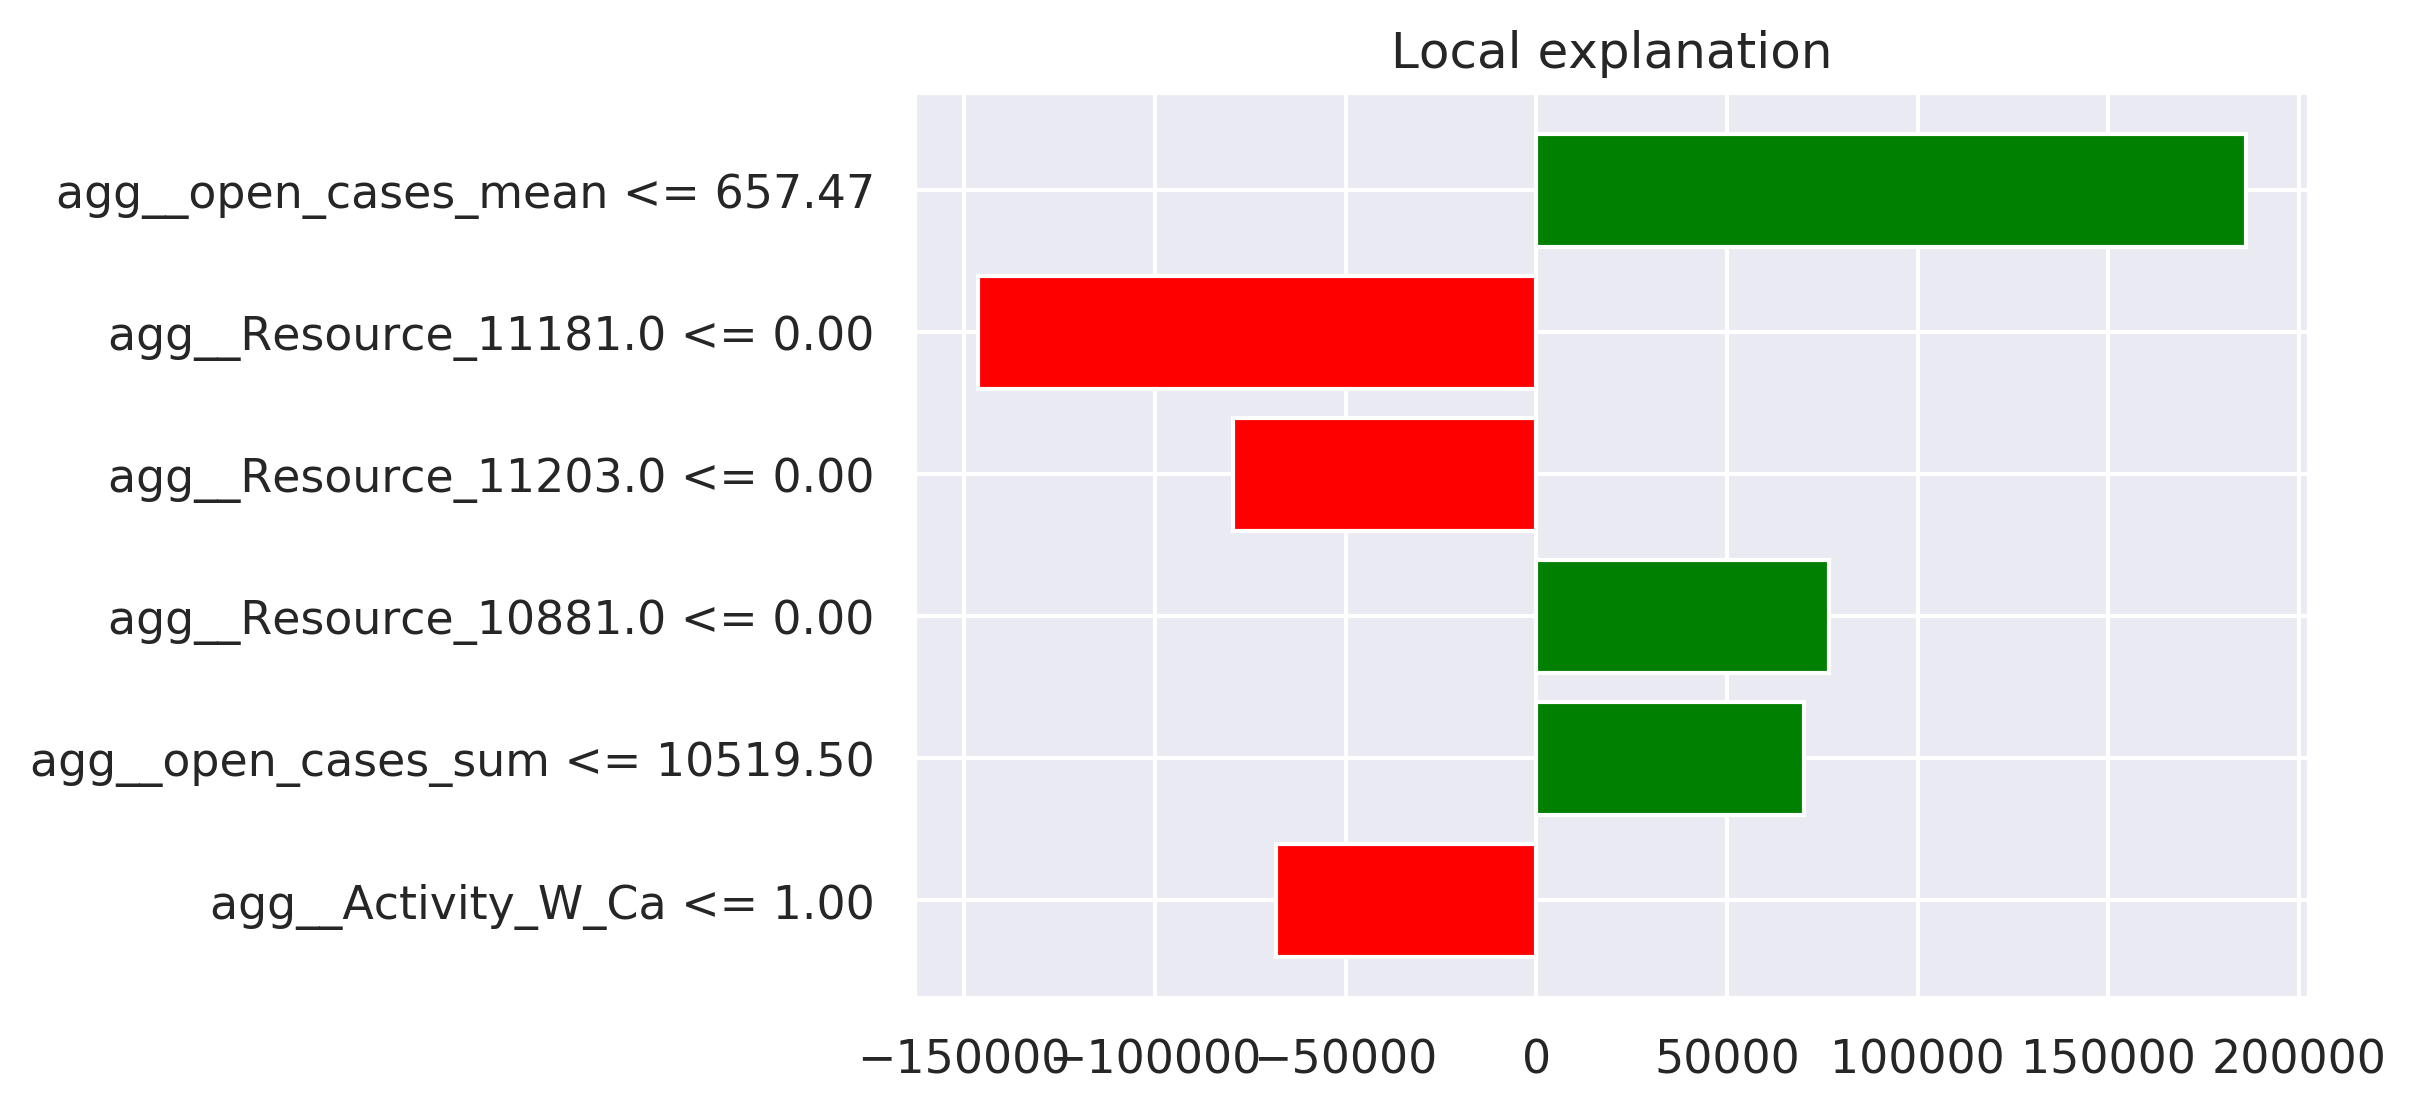 Local explanation
agg__open_cases_mean <= 657.47
agg__Resource_11181.0 <= 0.00
agg__Resource_11203.0 <= 0.00
agg__Resource_10881.0 <= 0.00
agg__open_cases_sum <= 10519.50
agg__Activity_W_Ca <= 1.00
−150000 −100000 −50000 0 50000 100000 150000 200000